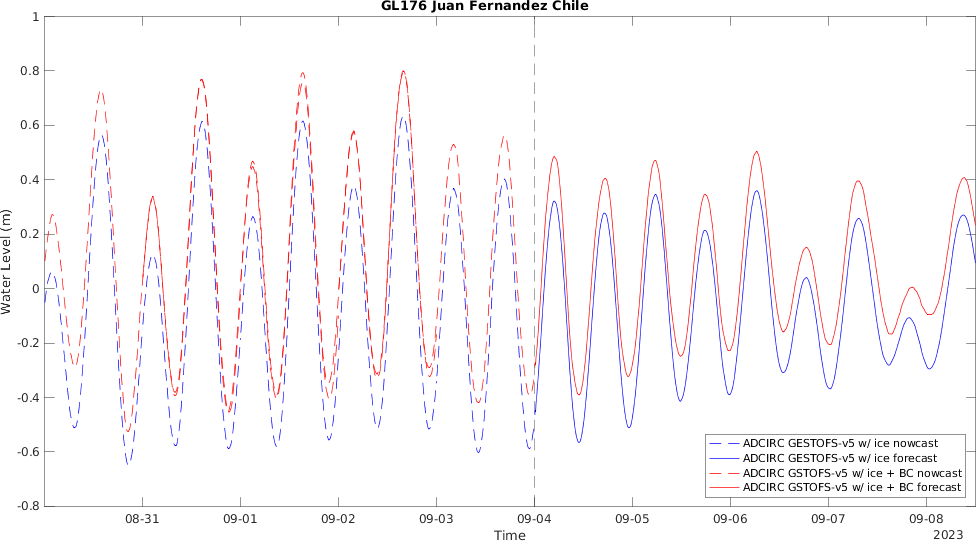 GL176 Juan Fernandez Chile
1
0.8
0.6
0.4
0.2
0
-0.2
-0.4
-0.6
-0.8
Water Level (m)
ADCIRC GESTOFS-v5 w/ ice nowcast
ADCIRC GESTOFS-v5 w/ ice forecast
ADCIRC GSTOFS-v5 w/ ice + BC nowcast
ADCIRC GSTOFS-v5 w/ ice + BC forecast
08-31 09-01 09-02 09-03 09-04 09-05 09-06 09-07 09-08
Time
2023